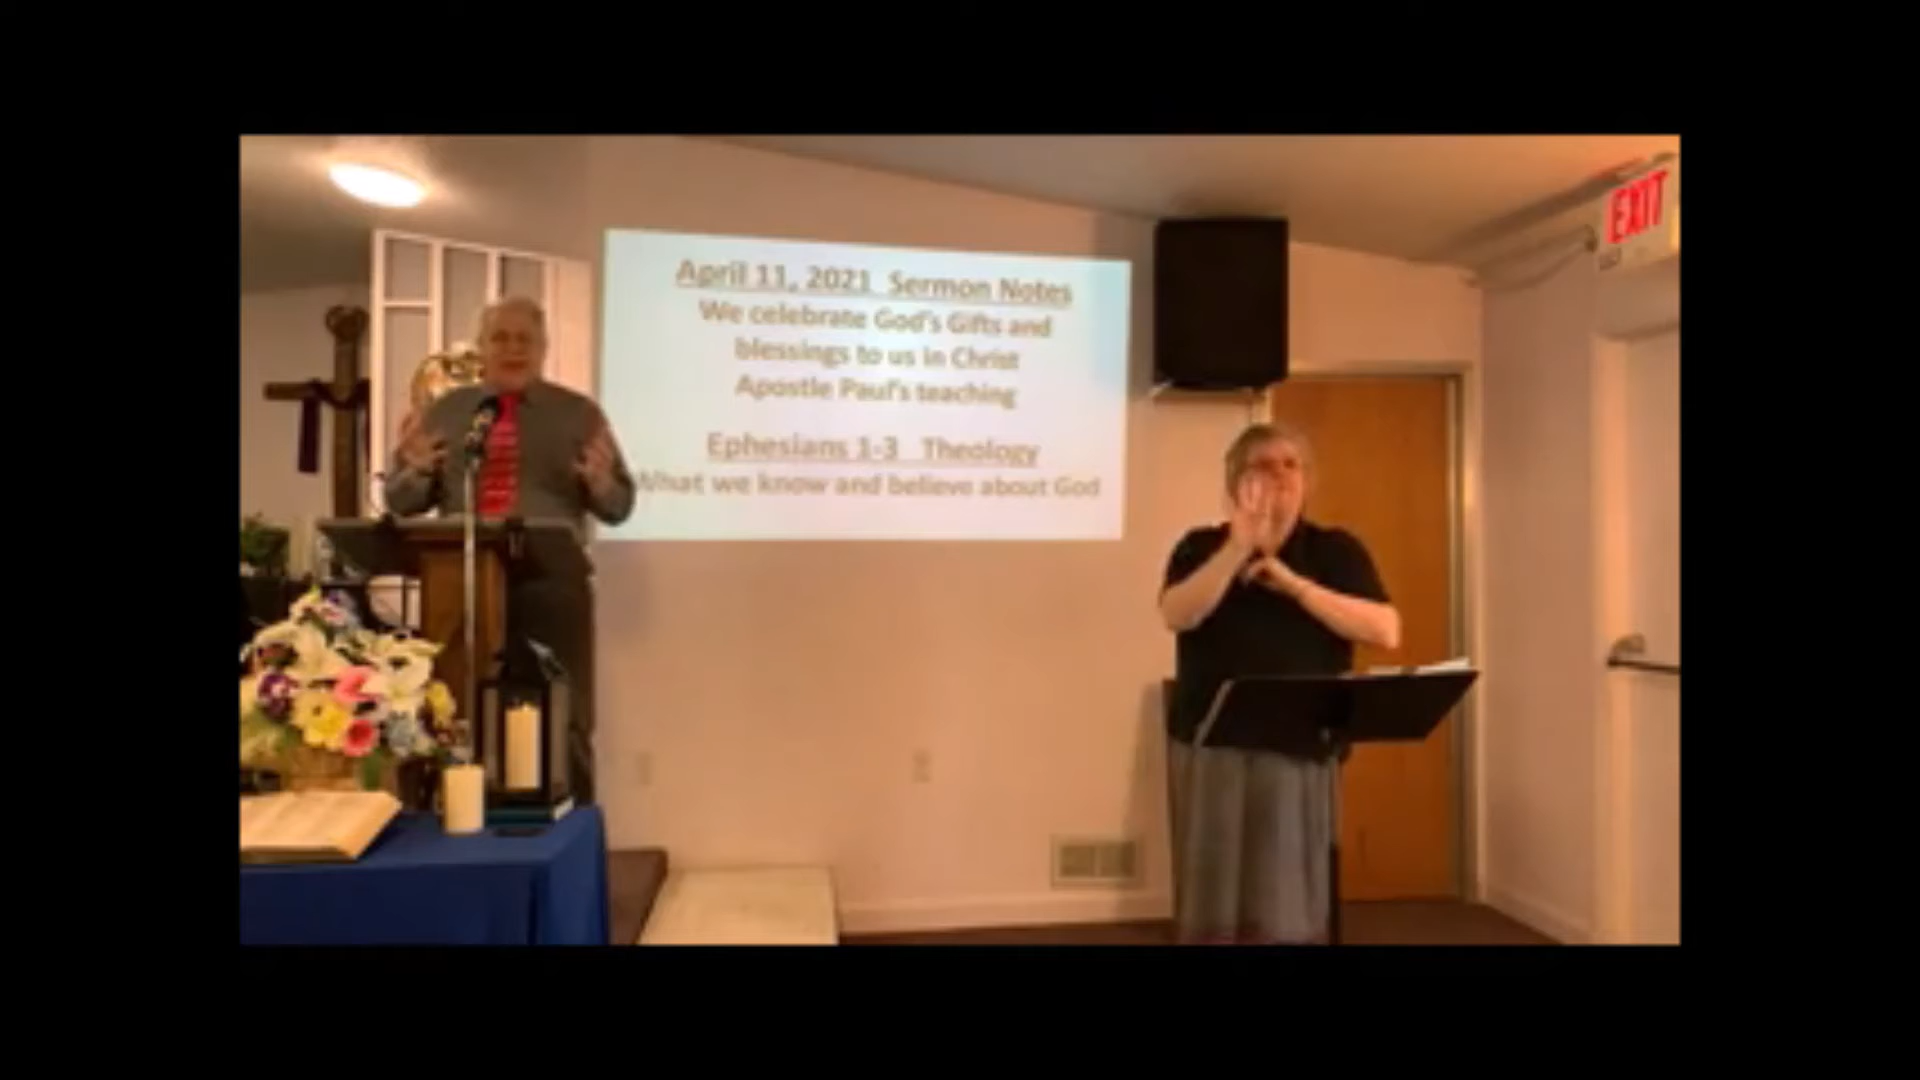 April 11, 2021 Sermon Notes
We celebrate God's Gifts and
blessings to us in Christ
Apostle Paul's teaching
Ephesians 1-3 Theology
What we know and believe about God
EXIT